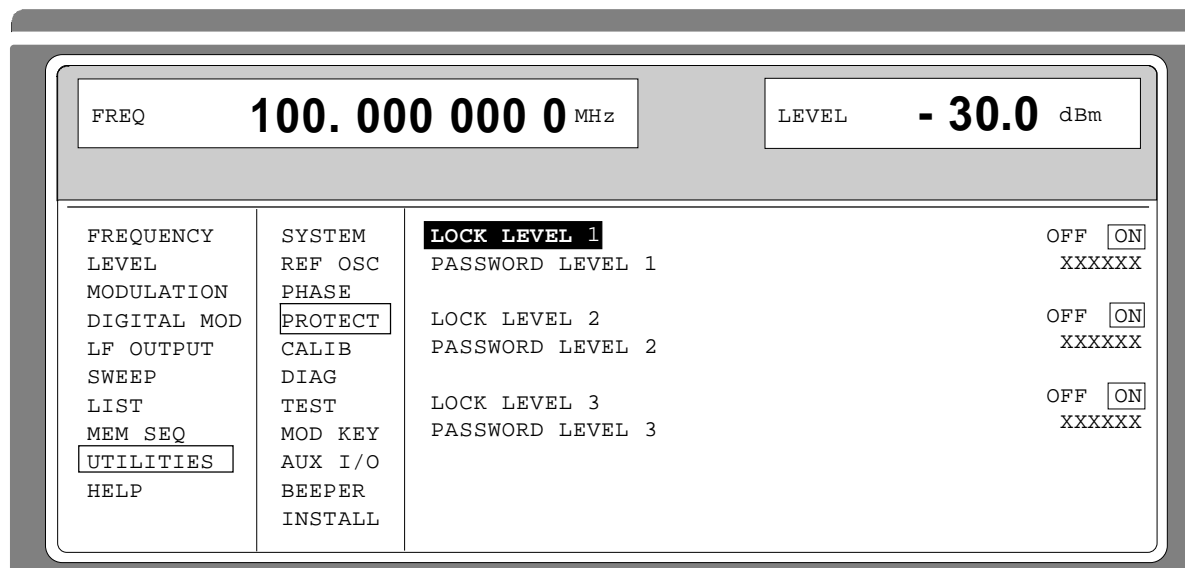 FREQ 100. 000 000 0 MHz LEVEL - 30.0 dBm
FREQUENCY
LEVEL
MODULATION
DIGITAL MOD
LF OUTPUT
SWEEP
LIST
MEM SEQ
UTILITIES
HELP
SYSTEM
REF OSC
PHASE
PROTECT
CALIB
DIAG
TEST
MOD KEY
AUX I/O
BEEPER
INSTALL
LOCK LEVEL 1 OFF ON
PASSWORD LEVEL 1 XXXXXX
LOCK LEVEL 2 OFF ON
PASSWORD LEVEL 2 XXXXXX
LOCK LEVEL 3 OFF ON
PASSWORD LEVEL 3 XXXXXX